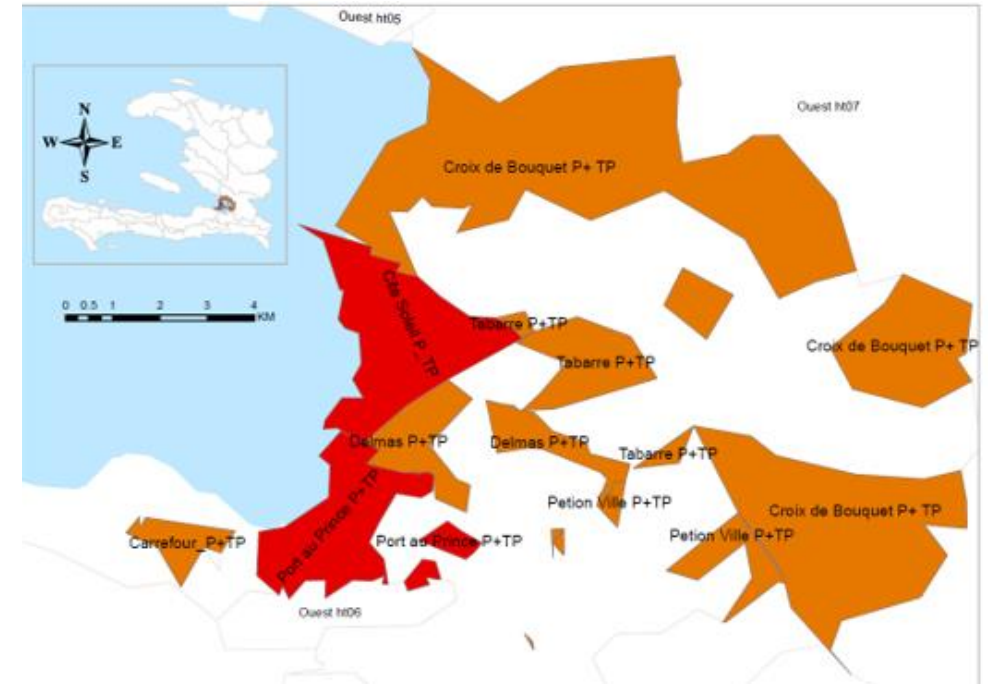 Ouest ht05
N
W E
S
Ouest ht07
Croix de Bouquet P+ TP
Cite Soleil P_TP
0 0.5 1 2 3 4
KM
Tabarre P+TP
Tabarre P+TP
Croix de Bouquet P+ TP
Delmas P+TP
Delmas P+TP
Tabarre P+TP
Petion Ville P+TP
Croix de Bouquet P+ TP
Petion Ville P+TP
Carrefour_P+TP
Port au Prince P+TP
Port au Prince P+TP
Ouest ht06